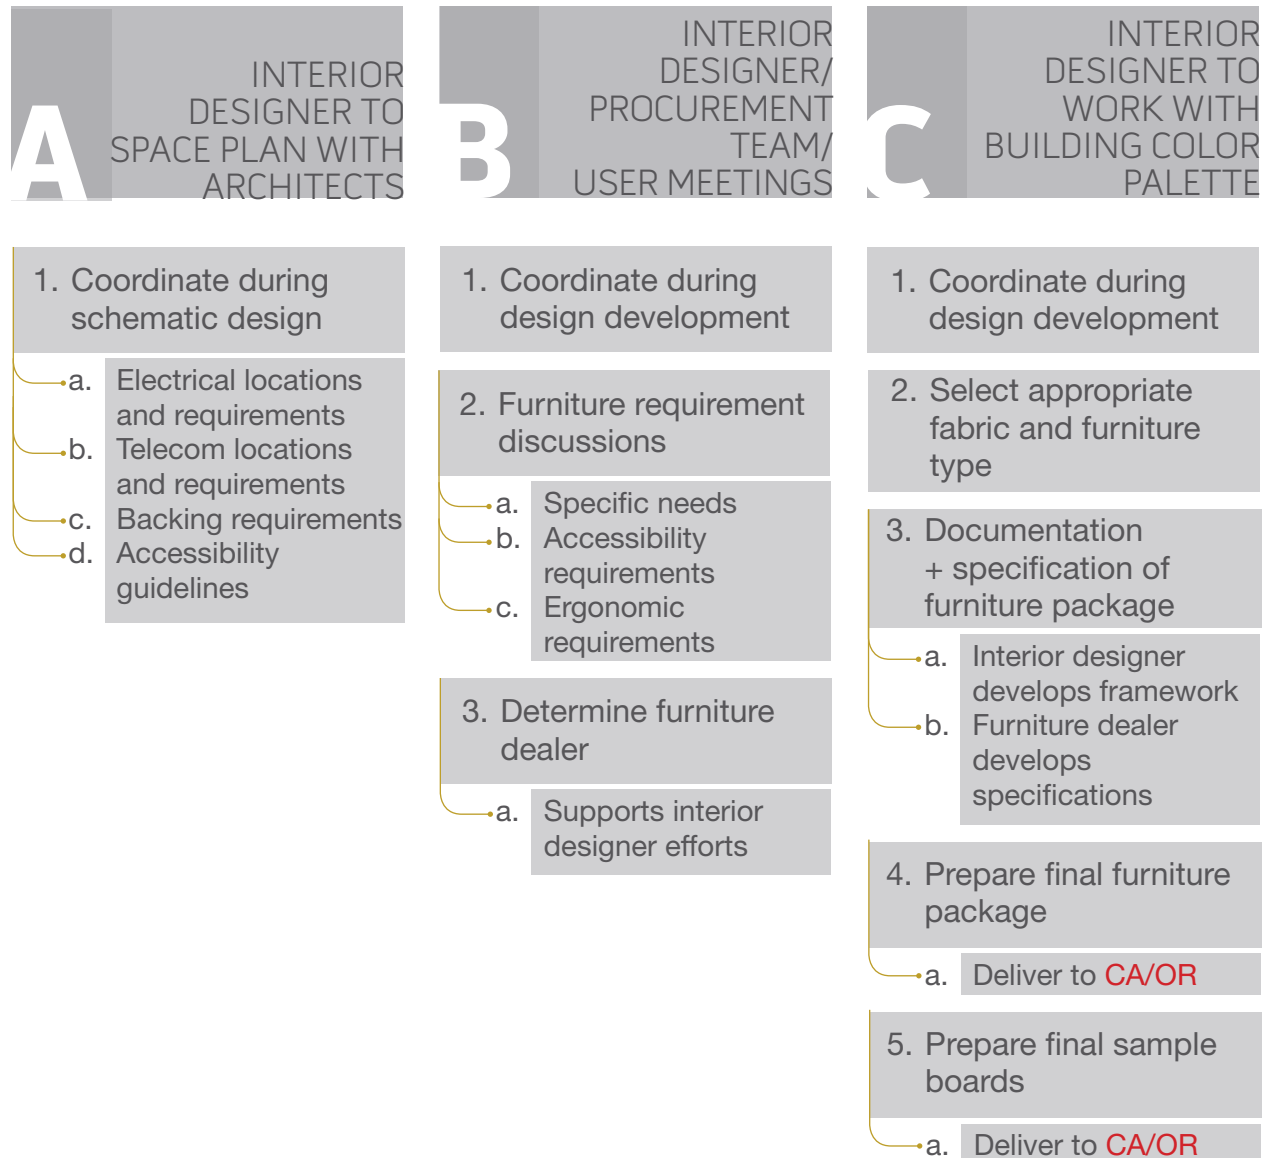 A
INTERIOR
DESIGNER TO
SPACE PLAN WITH
ARCHITECTS
1. Coordinate during
schematic design
a. Electrical locations
and requirements
b. Telecom locations
and requirements
c. Backing requirements
d. Accessibility
guidelines
B
INTERIOR
DESIGNER/
PROCUREMENT
TEAM/
USER MEETINGS
1. Coordinate during
design development
2. Furniture requirement
discussions
a. Specific needs
b. Accessibility
requirements
c. Ergonomic
requirements
3. Determine furniture
dealer
a. Supports interior
designer efforts
C
INTERIOR
DESIGNER TO
WORK WITH
BUILDING COLOR
PALETTE
1. Coordinate during
design development
2. Select appropriate
fabric and furniture
type
3. Documentation
+ specification of
furniture package
a. Interior designer
develops framework
b. Furniture dealer
develops
specifications
4. Prepare final furniture
package
a. Deliver to CA/OR
5. Prepare final sample
boards
a. Deliver to CA/OR